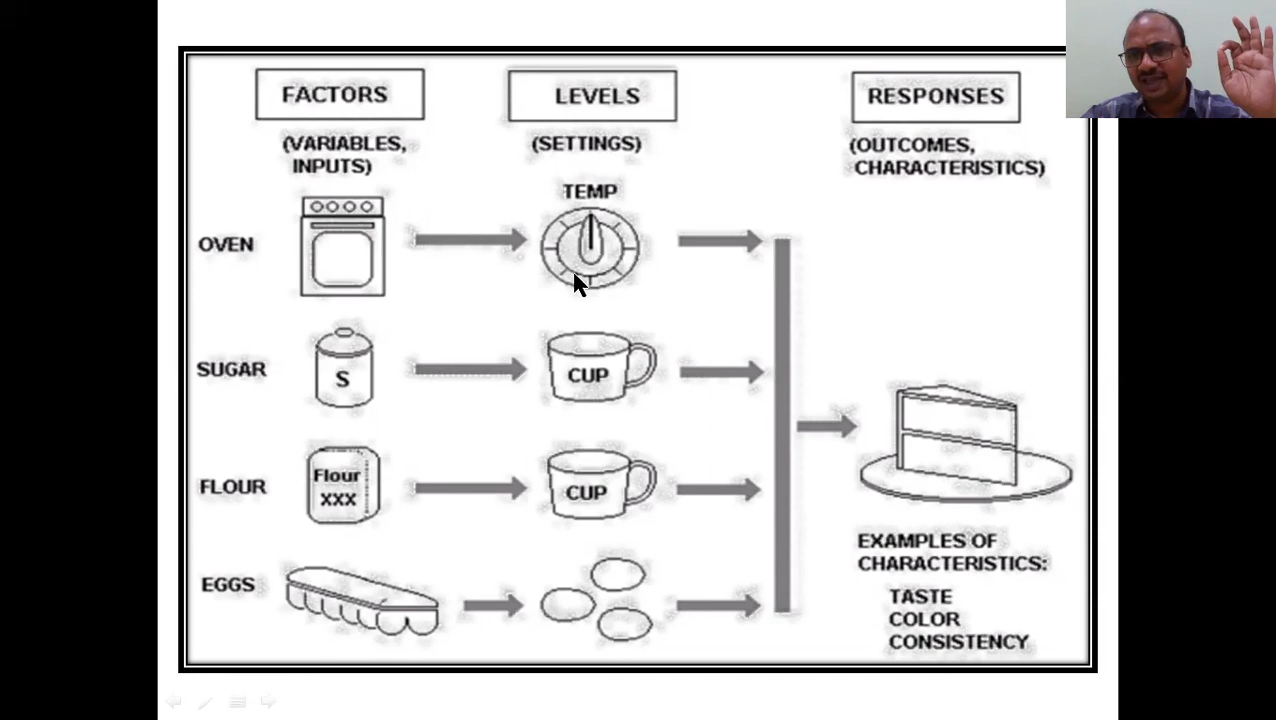 FACTORS
(VARIABLES,
INPUTS)
LEVELS
(SETTINGS)
RESPONSES
(OUTCOMES,
CHARACTERISTICS)
TEMP
OVEN
SUGAR
S
CUP
FLOUR
Flour
XXX
CUP
EGGS
EXAMPLES OF
CHARACTERISTICS:
TASTE
COLOR
CONSISTENCY